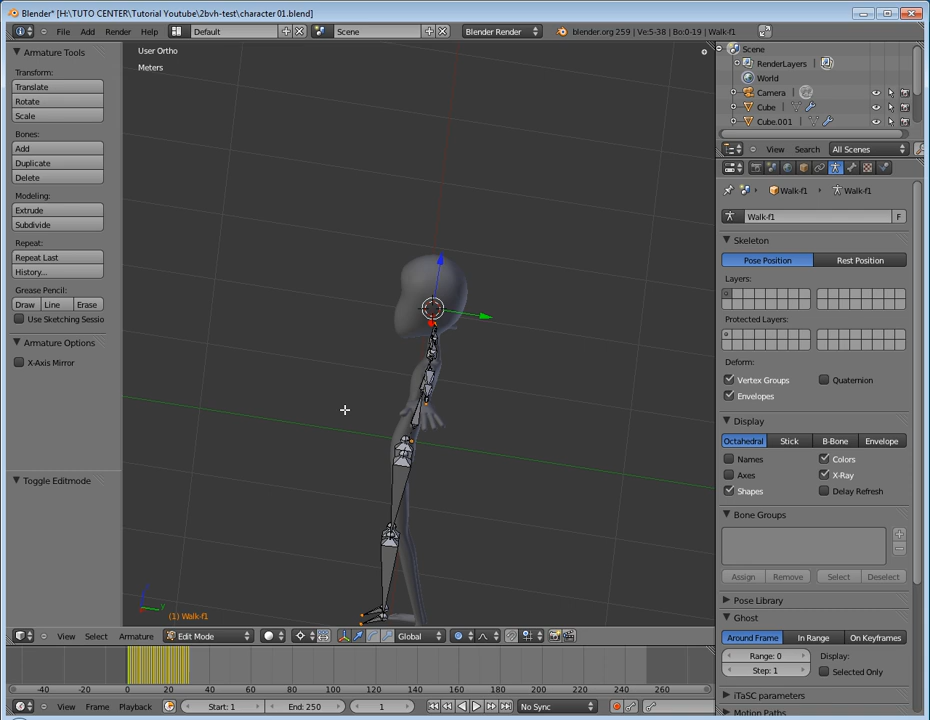 Blender* [H:\TUTO CENTER\Tutorial Youtube\2bvh-test\character 01.blend]
File Add Render Help Default Scene Blender Render blender.org 259 | Ve:5-38 | Bo:0-19 | Walk-f1
Armature Tools
Transform:
Translate
Rotate
Scale
Bones:
Add
Duplicate
Delete
Modeling:
Extrude
Subdivide
Repeat:
Repeat Last
History...
Grease Pencil:
Draw Line Erase
Use Sketching Sessio
Armature Options
X-Axis Mirror
Toggle Editmode
User Ortho
Meters
z
y
(1) Walk-f1
View Select Armature Edit Mode Global
-40 -20 0 20 40 60 80 100 120 140 160 180 200 220 240 260
View Frame Playback Start: 1 End: 250 1 No Sync
Scene
RenderLayers
World
Camera
Cube
Cube.001
View Search All Scenes
Walk-f1 Walk-f1
Walk-f1 F
Skeleton
Pose Position Rest Position
Layers:
Protected Layers:
Deform:
Vertex Groups Quaternion
Envelopes
Display
Octahedral Stick B-Bone Envelope
Names Colors
Axes X-Ray
Shapes Delay Refresh
Bone Groups
Assign Remove Select Deselect
Pose Library
Ghost
Around Frame In Range On Keyframes
Range: 0 Display:
Step: 1 Selected Only
iTaSC parameters
Motion Paths